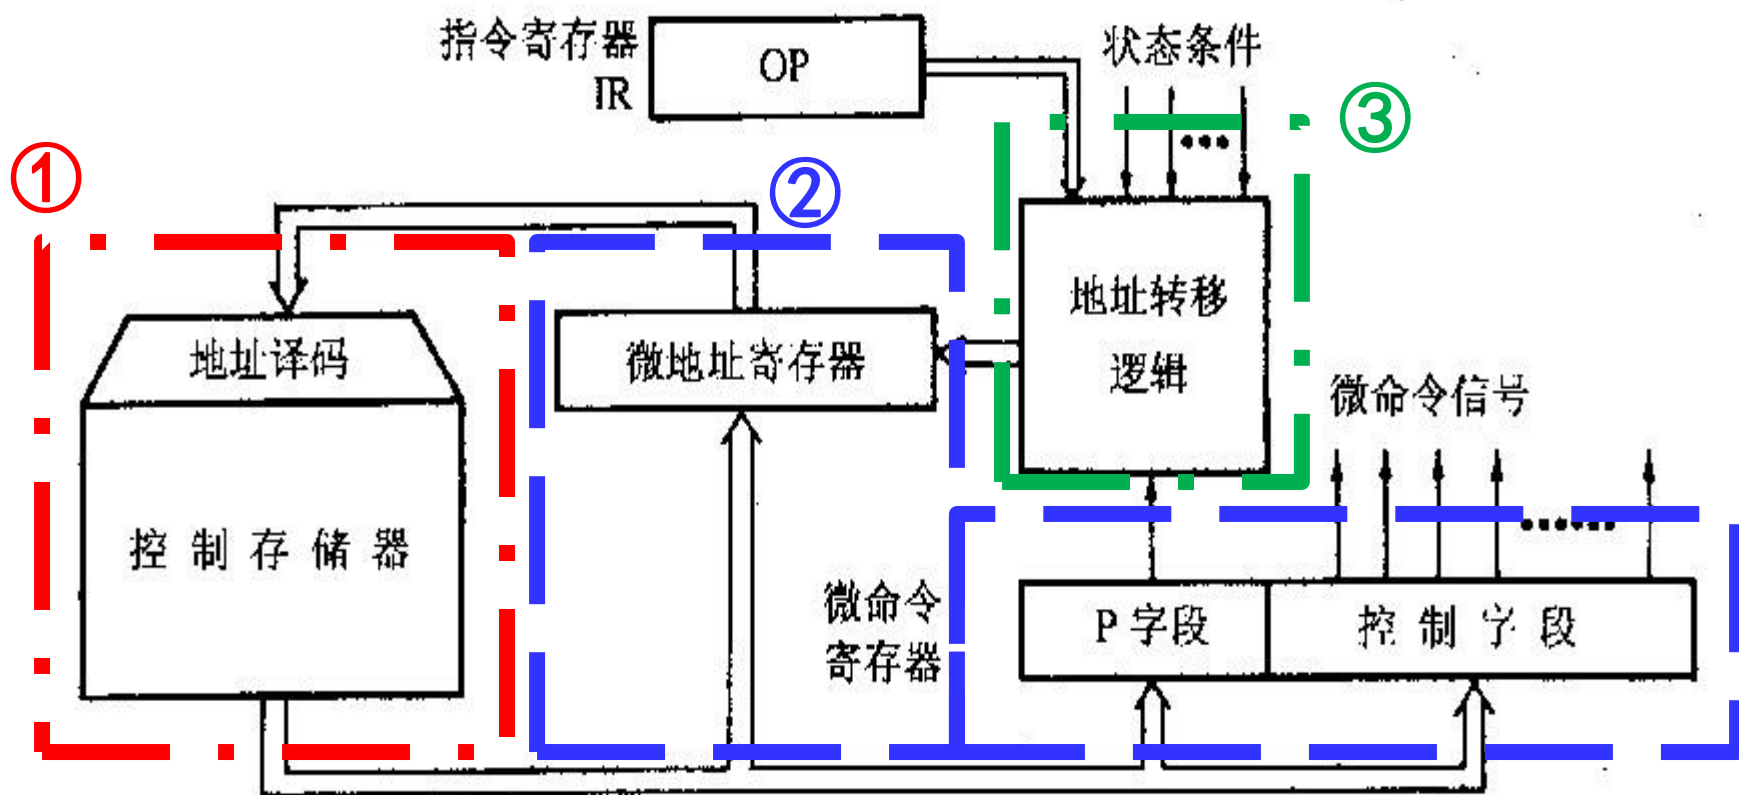 指令寄存器
IR
OP
状态条件
③
①
②
地址转移
逻辑
地址译码
微地址寄存器
微命令信号
控制存储器
微命令
寄存器
P字段
控制字段